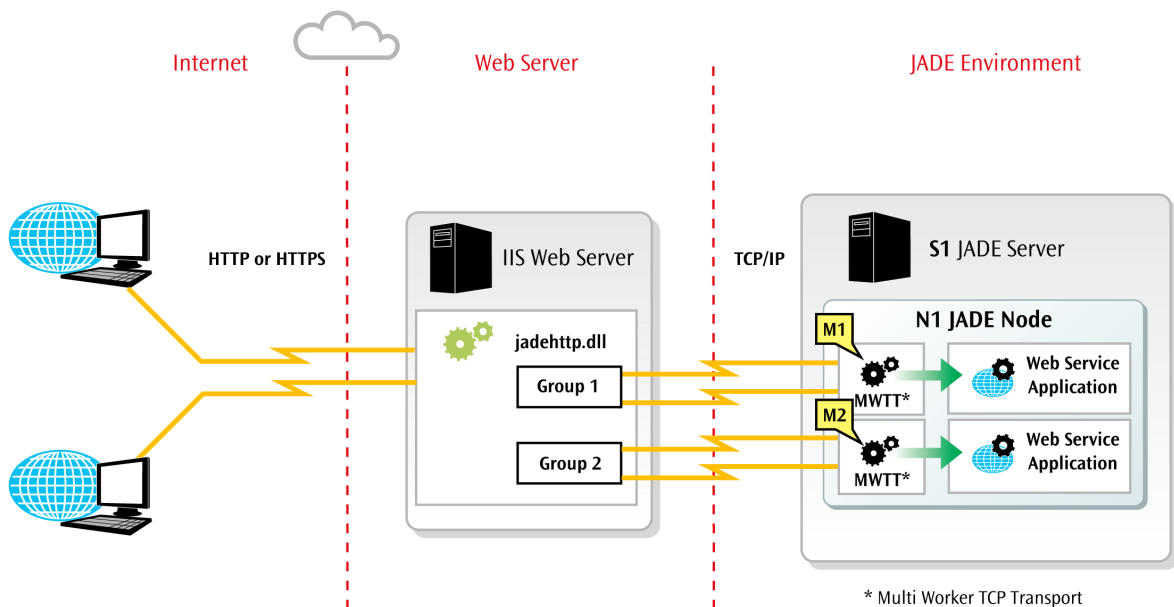 Internet
Web Server
JADE Environment
HTTP or HTTPS
IIS Web Server
TCP/IP
S1 JADE Server
jadehttp.dll
Group 1
Group 2
N1 JADE Node
M1
MWTT*
Web Service
Application
M2
MWTT*
Web Service
Application
* Multi Worker TCP Transport